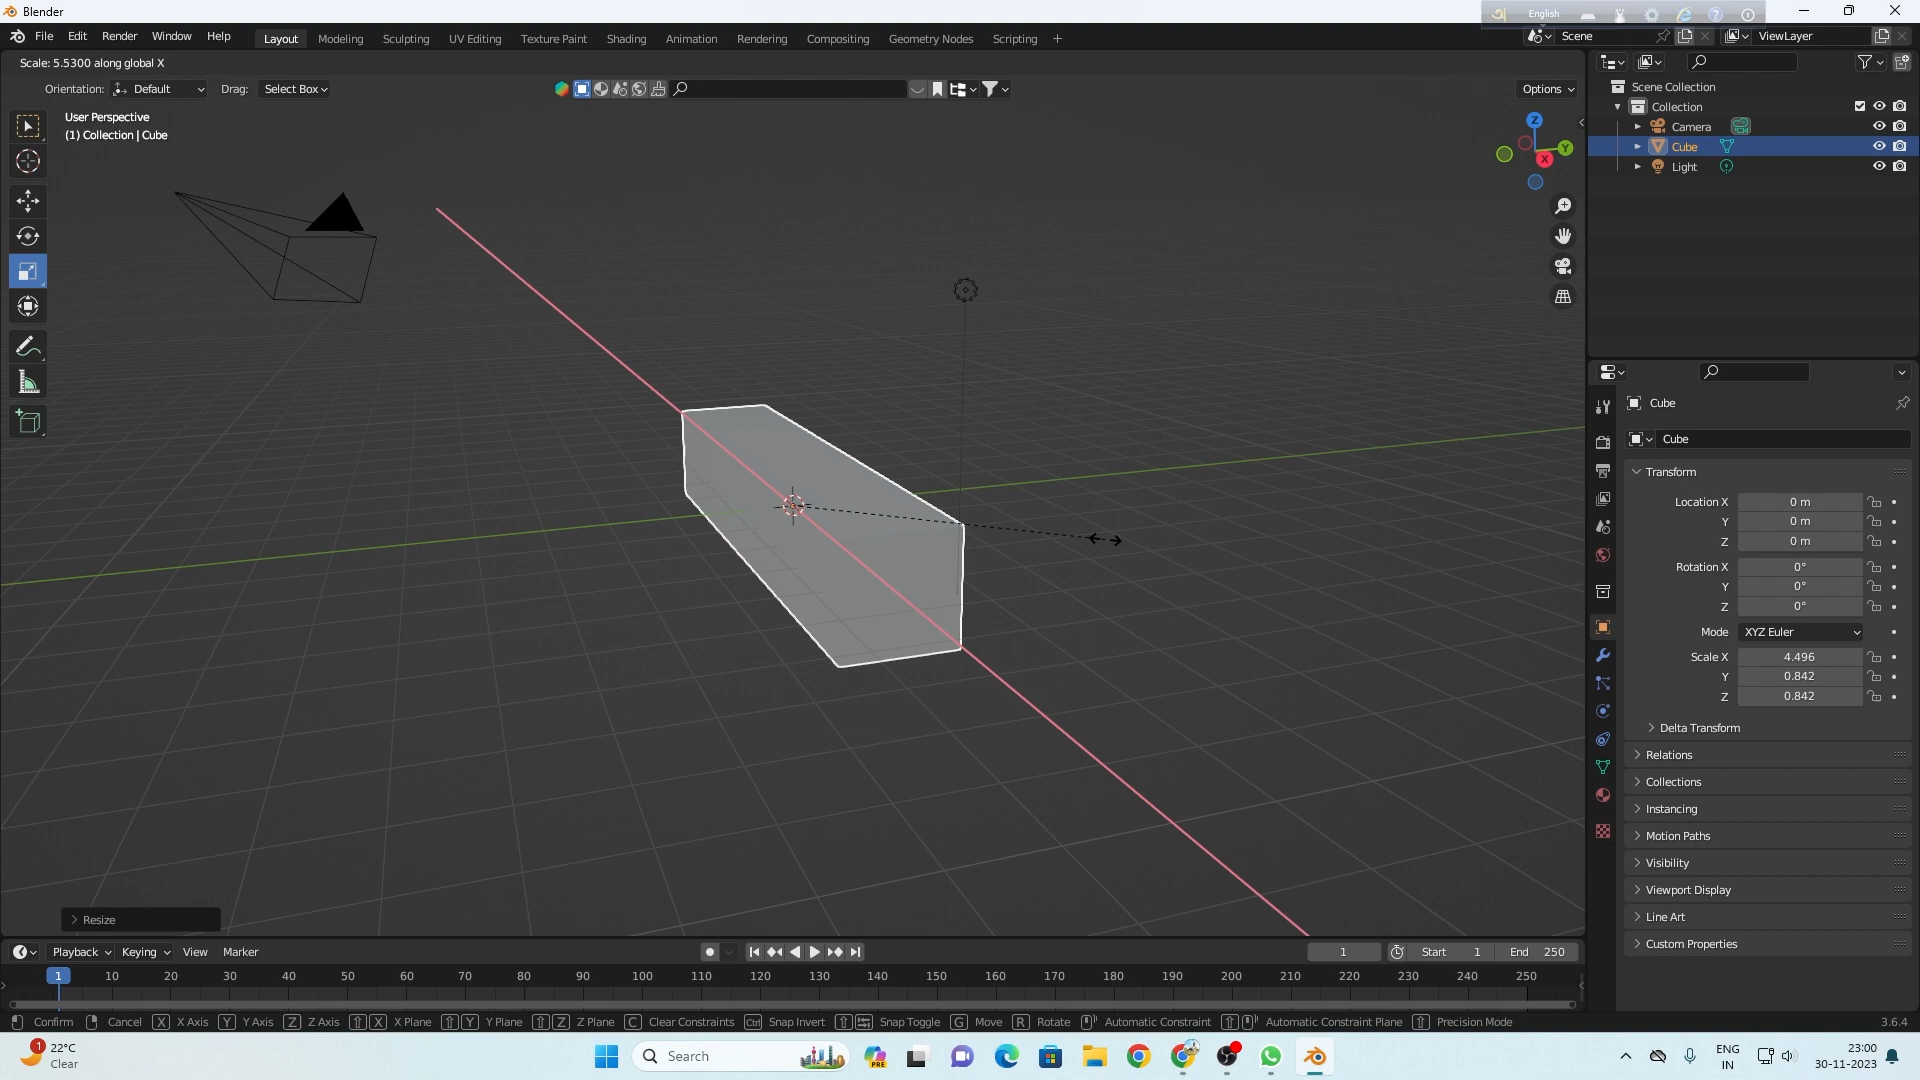 Blender
English
File Edit Render Window Help Layout Modeling Sculpting UV Editing Texture Paint Shading Animation Rendering Compositing Geometry Nodes Scripting + Scene ViewLayer
Scale: 5.5300 along global X
Orientation: Default Drag: Select Box Options
User Perspective
(1) Collection | Cube
Z
Y
X
Scene Collection
Collection
Camera
Cube
Light
Cube
Cube
Transform
Location X 0 m
Y 0 m
Z 0 m
Rotation X 0°
Y 0°
Z 0°
Mode XYZ Euler
Scale X 4.496
Y 0.842
Z 0.842
Delta Transform
Relations
Collections
Instancing
Motion Paths
Visibility
Viewport Display
Line Art
Custom Properties
Resize
Playback Keying View Marker 1 Start 1 End 250
1 10 20 30 40 50 60 70 80 90 100 110 120 130 140 150 160 170 180 190 200 210 220 230 240 250
Confirm Cancel X X Axis Y Y Axis Z Z Axis X X Plane Y Y Plane Z Z Plane C Clear Constraints Ctrl Snap Invert Snap Toggle G Move R Rotate Automatic Constraint Automatic Constraint Plane Precision Mode 3.6.4
1 22°C
Clear
Search
PRE
ENG
IN
23:00
30-11-2023